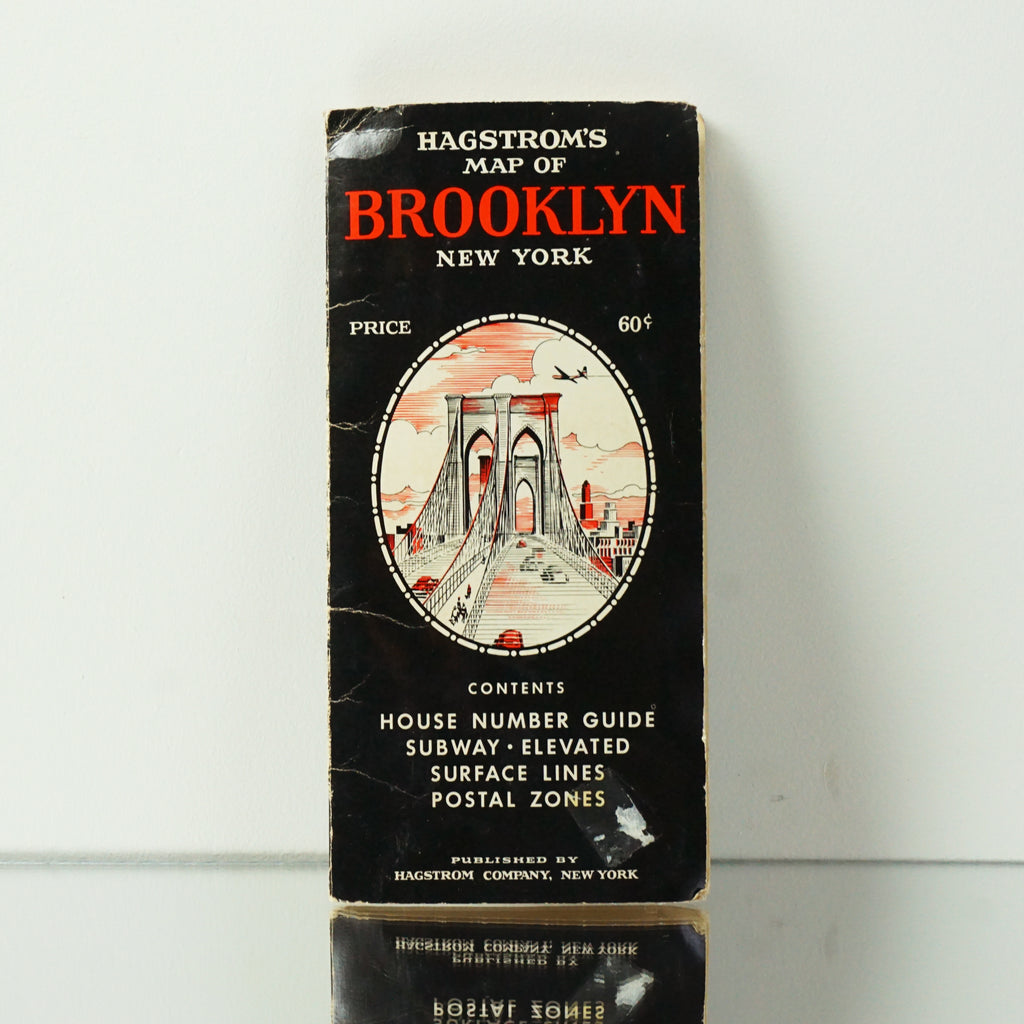 HAGSTROM'S
MAP OF
BROOKLYN
NEW YORK
PRICE 60¢
CONTENTS
HOUSE NUMBER GUIDE
SUBWAY • ELEVATED
SURFACE LINES
POSTAL ZONES
PUBLISHED BY
HAGSTROM COMPANY, NEW YORK